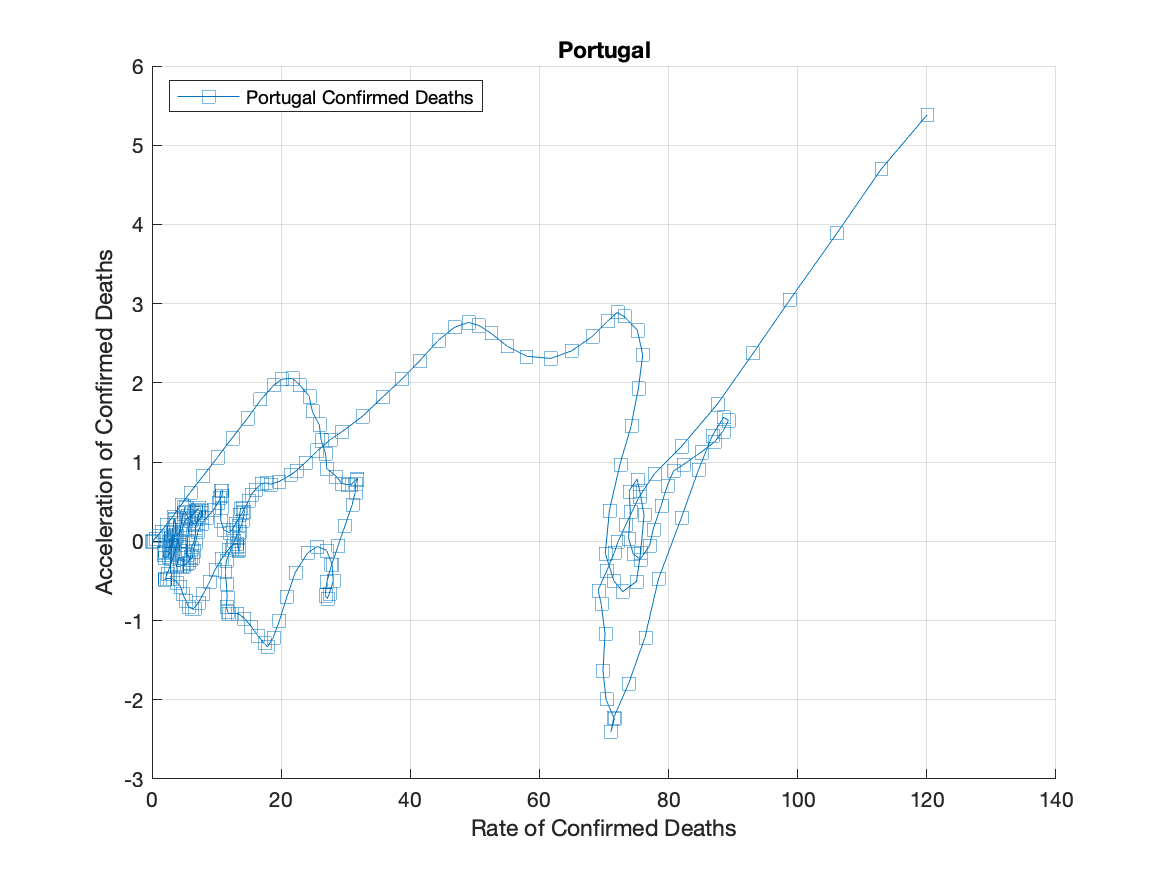 Portugal
Portugal Confirmed Deaths
6
5
4
3
2
1
0
-1
-2
-3
Acceleration of Confirmed Deaths
0 20 40 60 80 100 120 140
Rate of Confirmed Deaths